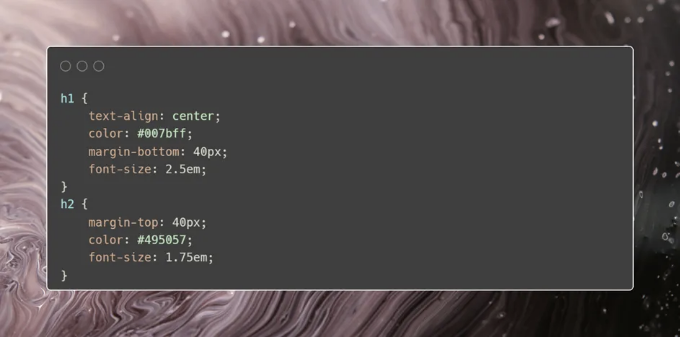 h1 {
    text-align: center;
    color: #007bff;
    margin-bottom: 40px;
    font-size: 2.5em;
}
h2 {
    margin-top: 40px;
    color: #495057;
    font-size: 1.75em;
}